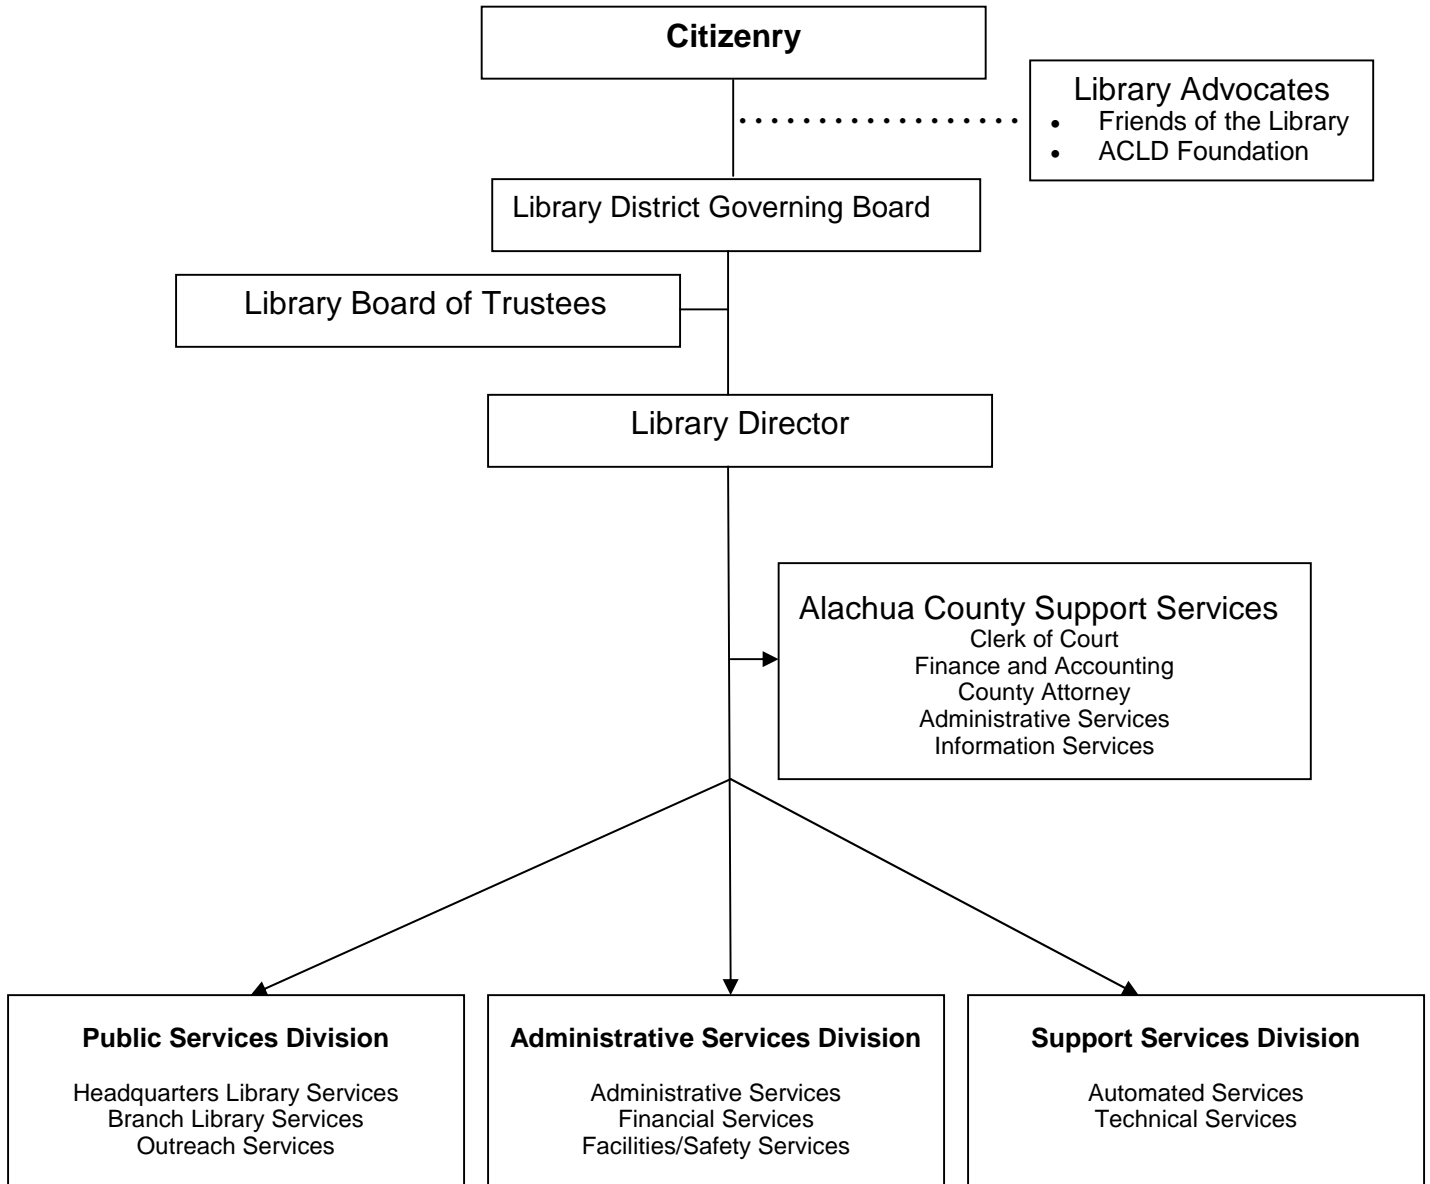 Citizenry
Library Advocates
• Friends of the Library
• ACLD Foundation
Library District Governing Board
Library Board of Trustees
Library Director
Alachua County Support Services
Clerk of Court
Finance and Accounting
County Attorney
Administrative Services
Information Services
Public Services Division
Headquarters Library Services
Branch Library Services
Outreach Services
Administrative Services Division
Administrative Services
Financial Services
Facilities/Safety Services
Support Services Division
Automated Services
Technical Services